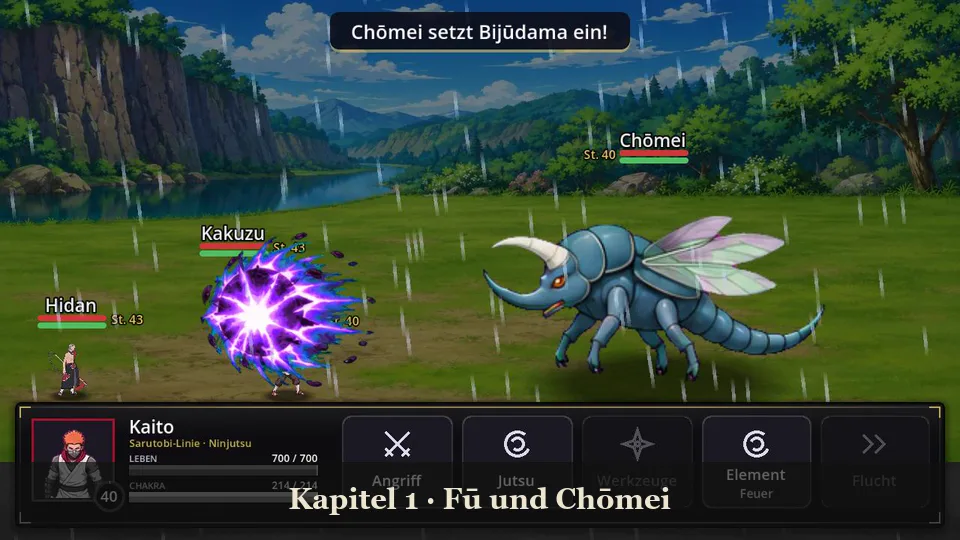 Chōmei setzt Bijūdama ein!
Chōmei
St. 40
Kakuzu
St. 43
Hidan
St. 43
40
Kaito
Sarutobi-Linie · Ninjutsu
LEBEN 700 / 700
CHAKRA 214 / 214
40
Angriff
Jutsu
Werkzeuge
Element
Feuer
Flucht
Kapitel 1 · Fū und Chōmei